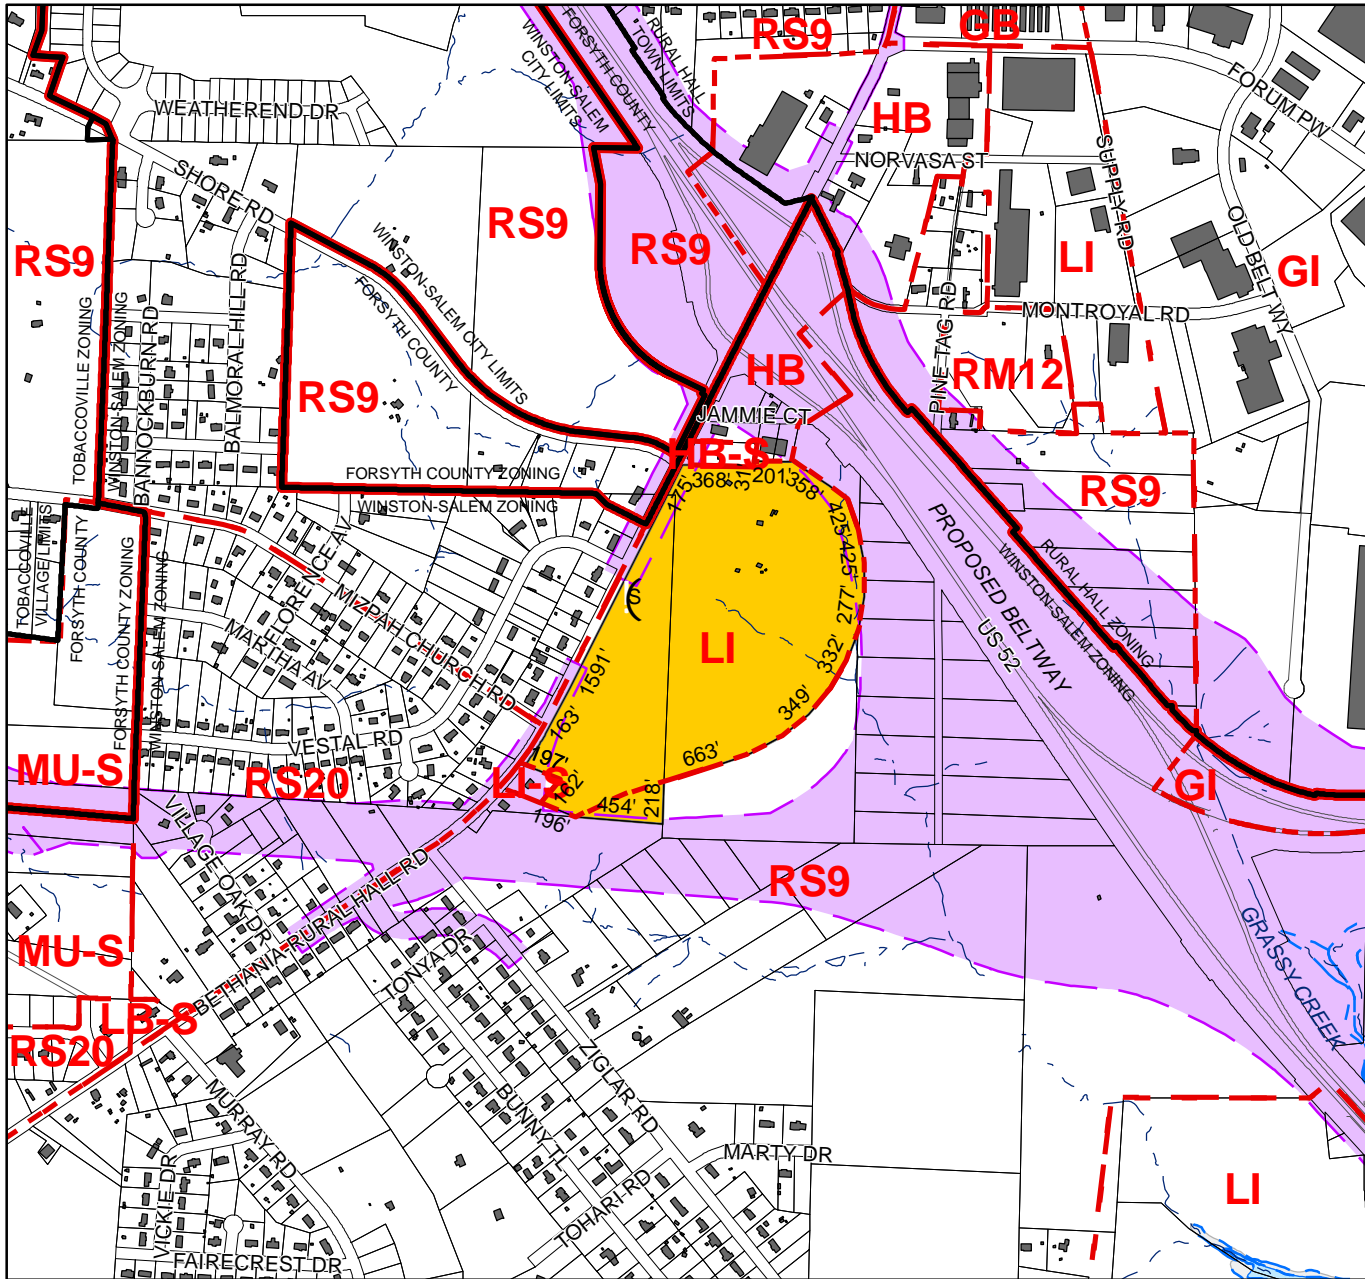 RS9
GB
FORSYTH COUNTY
RURAL HALL
TOWN LIMITS
WINSTON-SALEM
CITY LIMITS
FORUM PW
WEATHEREND DR
HB
NORVASA ST
SUPPLY RD
SHORE RD
RS9
RS9
RS9
WINSTON-SALEM CITY LIMITS
FORSYTH COUNTY
BALMORAL HILL RD
BANNOCKBURN RD
TOBACCOVILLE ZONING
WINSTON-SALEM ZONING
OLD BELT WY
LI
GI
MONTROYAL RD
PINE TAG RD
HB
RM12
RS9
JAMMIE CT
HB-S
FORSYTH COUNTY ZONING
WINSTON-SALEM ZONING
RS9
175'
368'
31'
201'
358'
425'
425'
277'
332'
349'
663'
218'
454'
196'
162'
197'
163'
1591'
S
LI
PROPOSED BELTWAY
US 52
RURAL HALL ZONING
WINSTON-SALEM ZONING
TOBACCOVILLE
VILLAGE LIMITS
FORSYTH COUNTY
FORSYTH COUNTY ZONING
WINSTON-SALEM ZONING
FLORENCE AV
MIZPAH CHURCH RD
MARTHA AV
VESTAL RD
MU-S
RS20
LI-S
GI
VILLAGE OAK DR
BETHANIA-RURAL HALL RD
RS9
MU-S
TONYA DR
GRASSY CREEK
LB-S
RS20
ZIGLAR RD
BUNNY TL
MURRAY RD
MARTY DR
VICKIE DR
TOHARI RD
LI
FAIRECREST DR